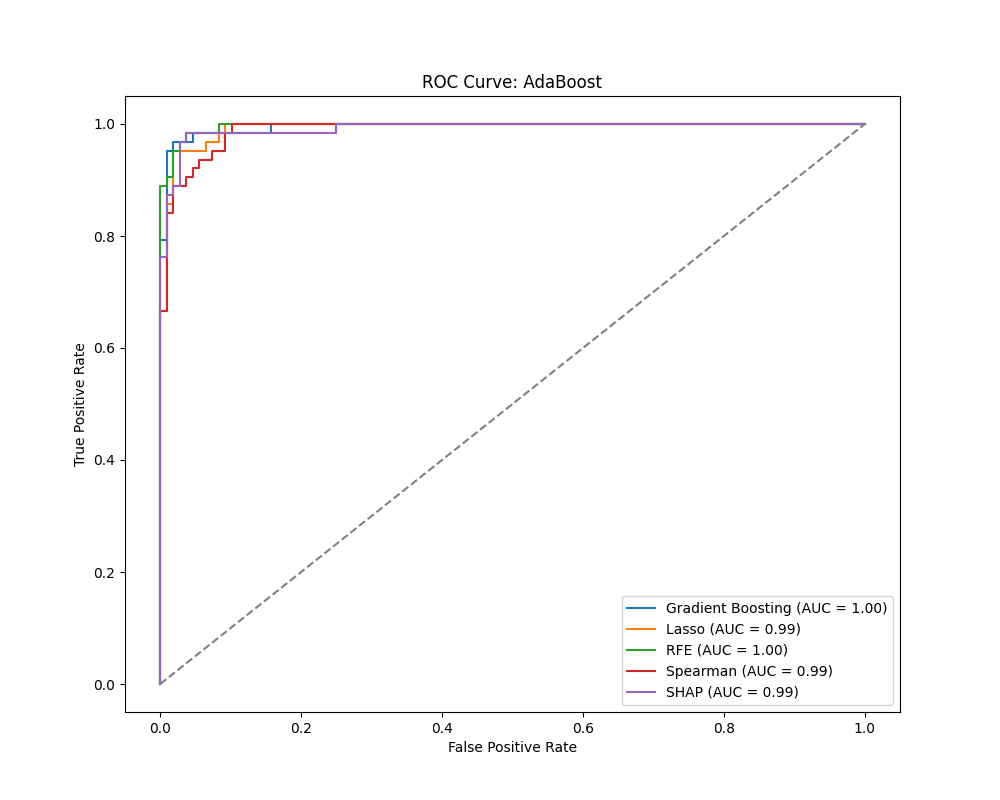 ROC Curve: AdaBoost
True Positive Rate
1.0
0.8
0.6
0.4
0.2
0.0
Gradient Boosting (AUC = 1.00)
Lasso (AUC = 0.99)
RFE (AUC = 1.00)
Spearman (AUC = 0.99)
SHAP (AUC = 0.99)
0.0 0.2 0.4 0.6 0.8 1.0
False Positive Rate